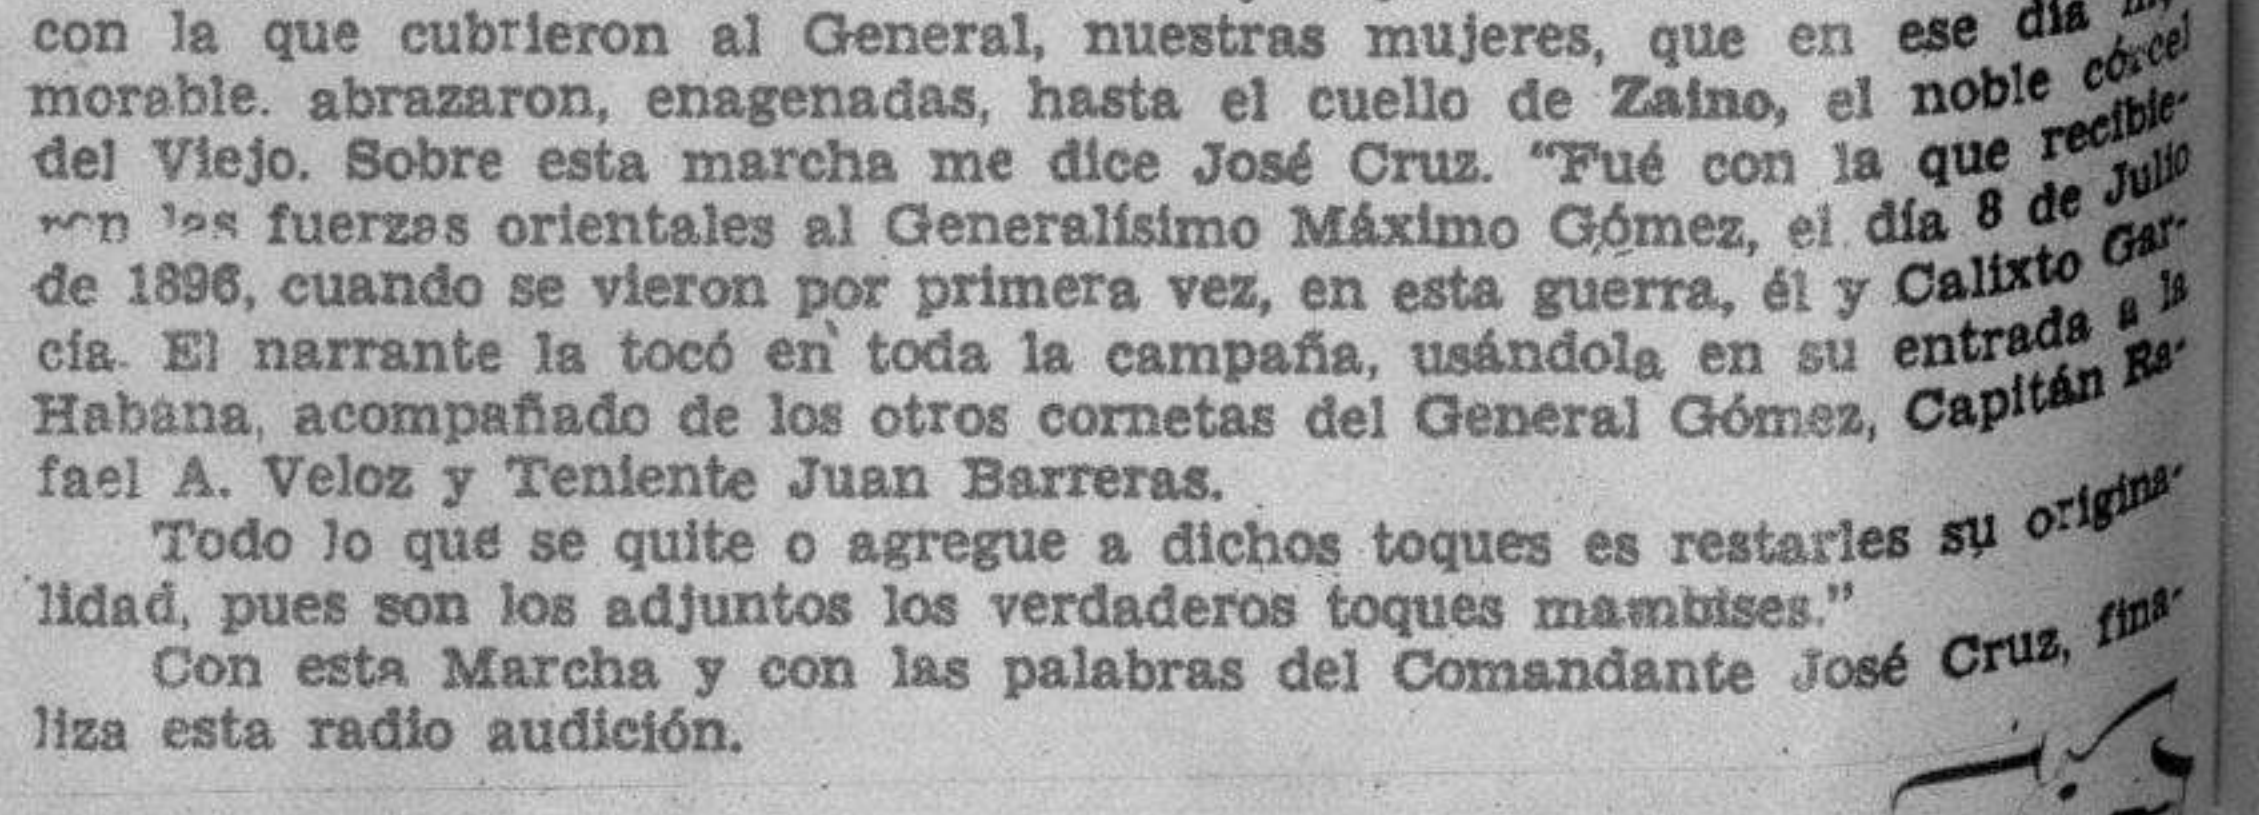 con la que cubrieron al General, nuestras mujeres, que en ese día
morable. abrazaron, enagenadas, hasta el cuello de Zaino, el noble córcel
del Viejo. Sobre esta marcha me dice José Cruz. "Fué con la que recibie-
ron las fuerzas orientales al Generalísimo Máximo Gómez, el día 8 de Julio
de 1896, cuando se vieron por primera vez, en esta guerra, él y Calixto Gar-
cía. El narrante la tocó en toda la campaña, usándola en su entrada a la
Habana, acompañado de los otros cornetas del General Gómez, Capitán Ra-
fael A. Veloz y Teniente Juan Barreras.
Todo lo que se quite o agregue a dichos toques es restarles su origina-
lidad, pues son los adjuntos los verdaderos toques mambises."
Con esta Marcha y con las palabras del Comandante José Cruz, fina-
liza esta radio audición.